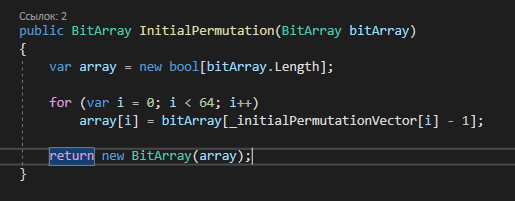 Ссылок: 2
public BitArray InitialPermutation(BitArray bitArray)
{
var array = new bool[bitArray.Length];
for (var i = 0; i < 64; i++)
array[i] = bitArray[_initialPermutationVector[i] - 1];
return new BitArray(array);
}